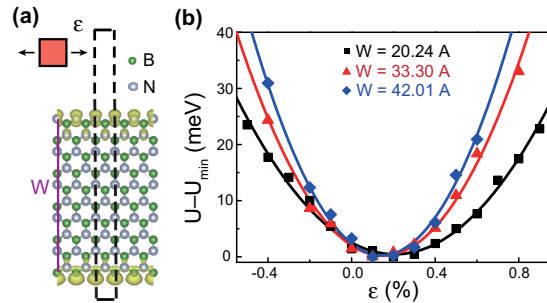 (a)
ε
B
N
W
(b)
40
30
20
10
0
U−U_min (meV)
W = 20.24 A
W = 33.30 A
W = 42.01 A
-0.4 0.0 0.4 0.8
ε (%)